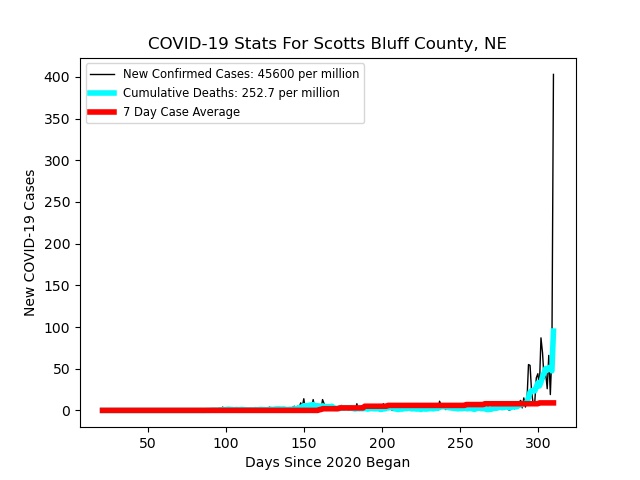 COVID-19 Stats For Scotts Bluff County, NE
New Confirmed Cases: 45600 per million
Cumulative Deaths: 252.7 per million
7 Day Case Average
New COVID-19 Cases
400
350
300
250
200
150
100
50
0
50 100 150 200 250 300
Days Since 2020 Began